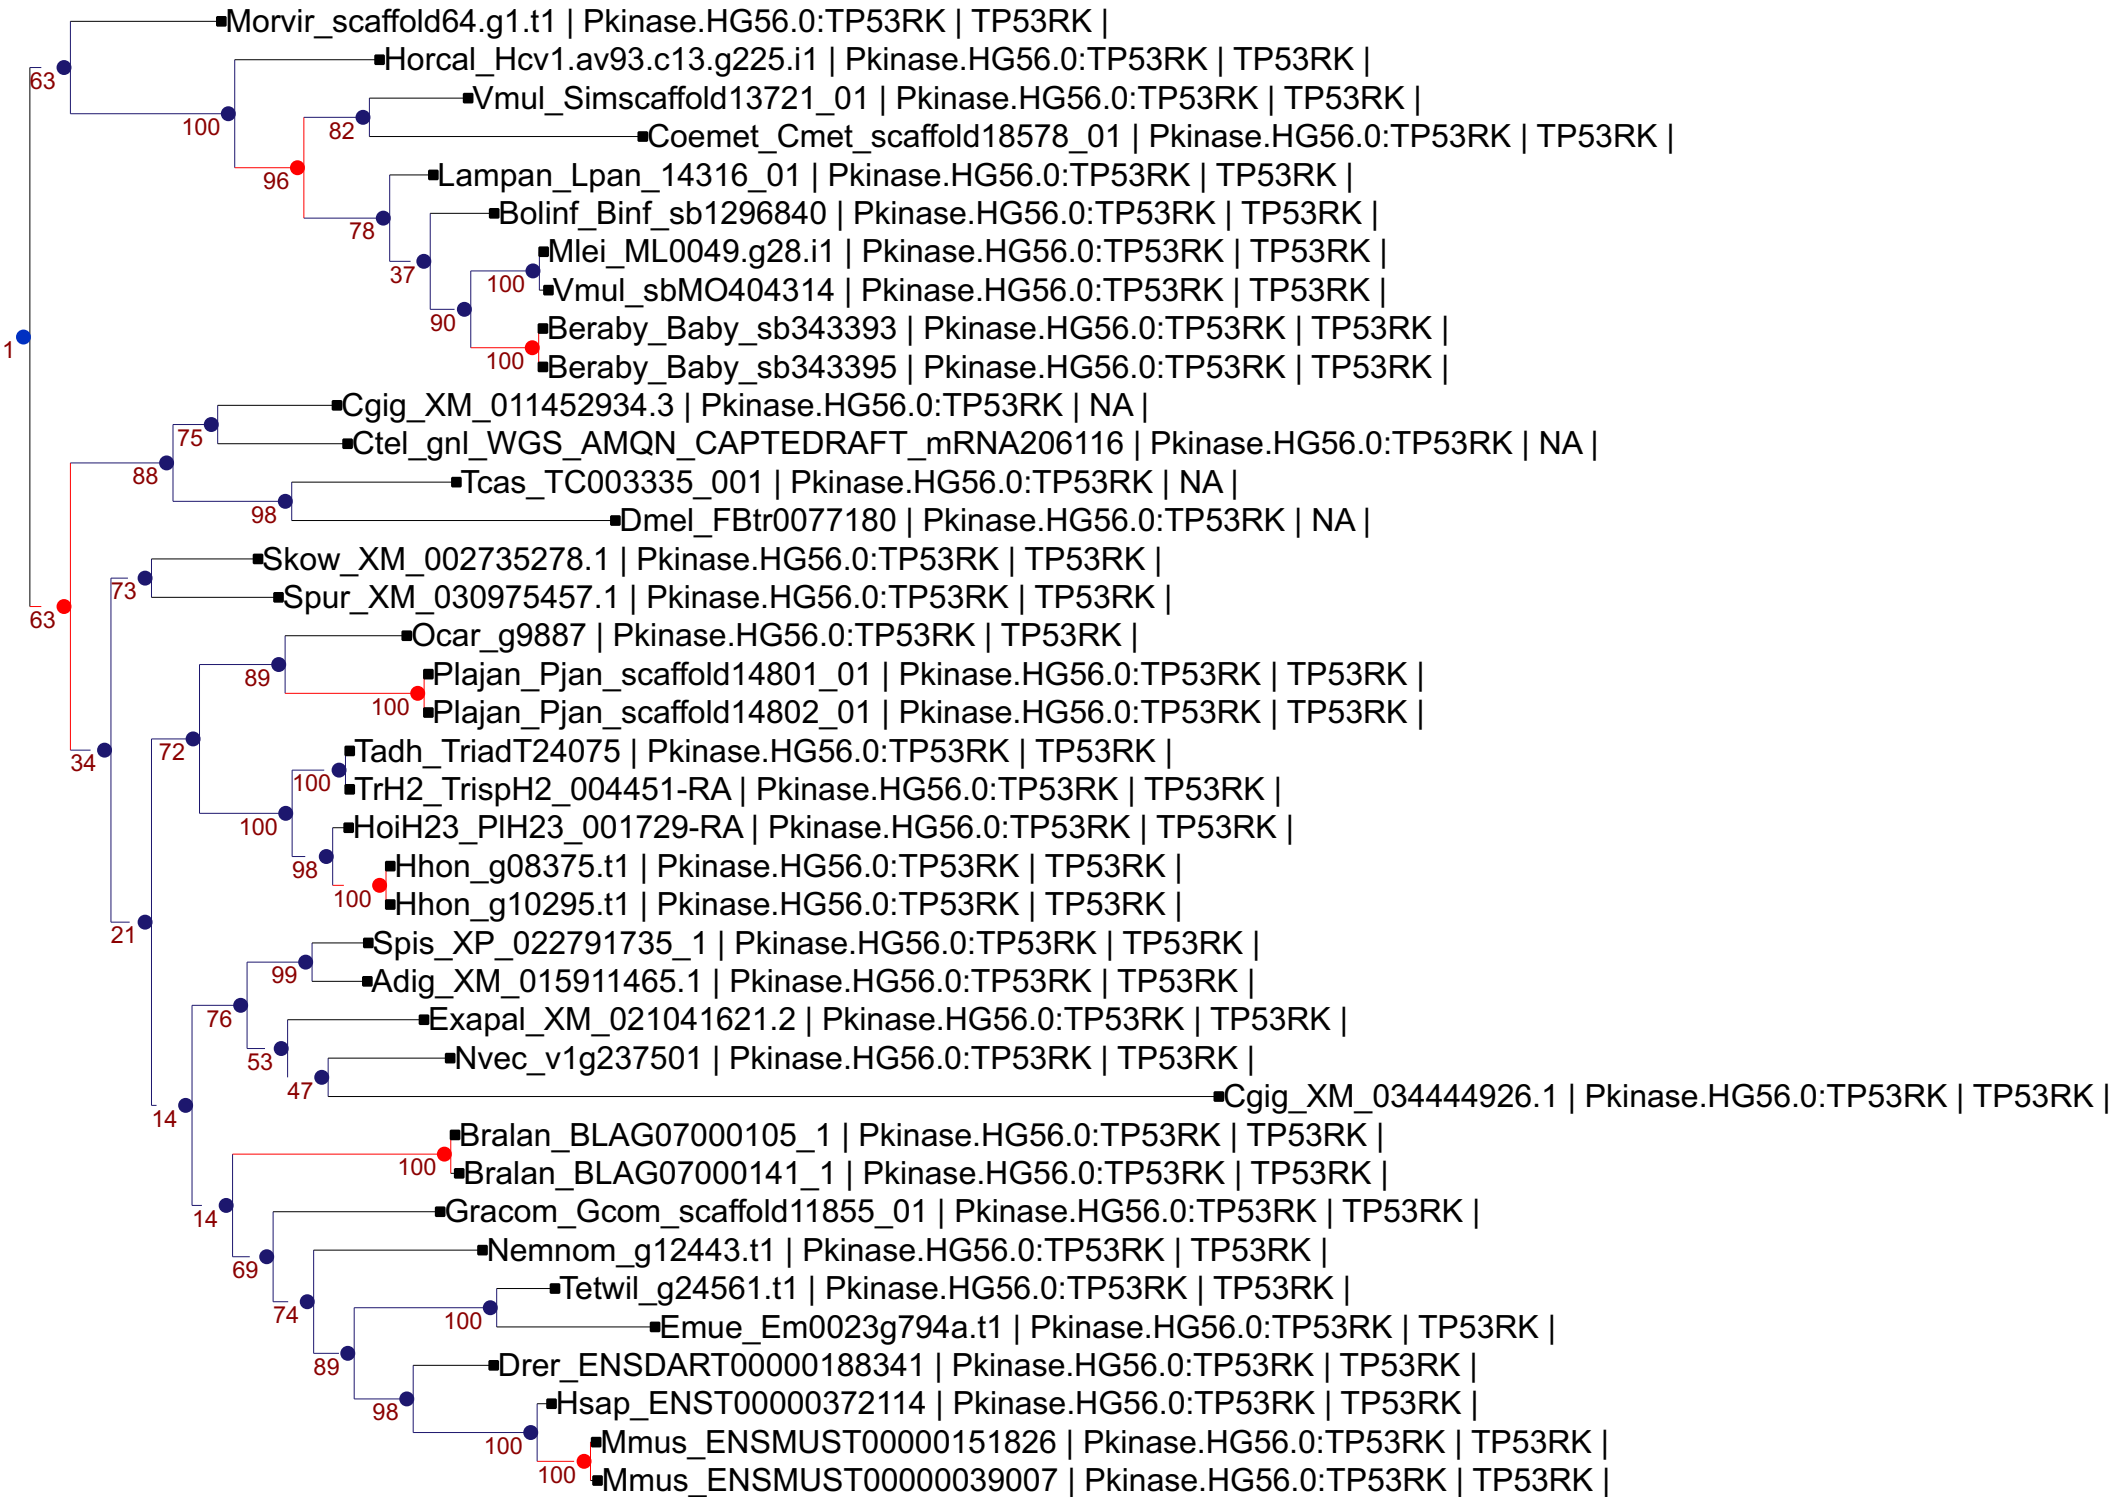 Morvir_scaffold64.g1.t1 | Pkinase.HG56.0:TP53RK | TP53RK |
63
Horcal_Hcv1.av93.c13.g225.i1 | Pkinase.HG56.0:TP53RK | TP53RK |
Vmul_Simscaffold13721_01 | Pkinase.HG56.0:TP53RK | TP53RK |
100
82
Coemet_Cmet_scaffold18578_01 | Pkinase.HG56.0:TP53RK | TP53RK |
96
Lampan_Lpan_14316_01 | Pkinase.HG56.0:TP53RK | TP53RK |
Bolinf_Binf_sb1296840 | Pkinase.HG56.0:TP53RK | TP53RK |
78
Mlei_ML0049.g28.i1 | Pkinase.HG56.0:TP53RK | TP53RK |
37
100
Vmul_sbMO404314 | Pkinase.HG56.0:TP53RK | TP53RK |
90
Beraby_Baby_sb343393 | Pkinase.HG56.0:TP53RK | TP53RK |
1
100
Beraby_Baby_sb343395 | Pkinase.HG56.0:TP53RK | TP53RK |
Cgig_XM_011452934.3 | Pkinase.HG56.0:TP53RK | NA |
75
Ctel_gnl_WGS_AMQN_CAPTEDRAFT_mRNA206116 | Pkinase.HG56.0:TP53RK | NA |
88
Tcas_TC003335_001 | Pkinase.HG56.0:TP53RK | NA |
98
Dmel_FBtr0077180 | Pkinase.HG56.0:TP53RK | NA |
Skow_XM_002735278.1 | Pkinase.HG56.0:TP53RK | TP53RK |
73
Spur_XM_030975457.1 | Pkinase.HG56.0:TP53RK | TP53RK |
63
Ocar_g9887 | Pkinase.HG56.0:TP53RK | TP53RK |
89
Plajan_Pjan_scaffold14801_01 | Pkinase.HG56.0:TP53RK | TP53RK |
100
Plajan_Pjan_scaffold14802_01 | Pkinase.HG56.0:TP53RK | TP53RK |
72
34
Tadh_TriadT24075 | Pkinase.HG56.0:TP53RK | TP53RK |
100
TrH2_TrispH2_004451-RA | Pkinase.HG56.0:TP53RK | TP53RK |
100
HoiH23_PlH23_001729-RA | Pkinase.HG56.0:TP53RK | TP53RK |
98
Hhon_g08375.t1 | Pkinase.HG56.0:TP53RK | TP53RK |
100
Hhon_g10295.t1 | Pkinase.HG56.0:TP53RK | TP53RK |
21
Spis_XP_022791735_1 | Pkinase.HG56.0:TP53RK | TP53RK |
99
Adig_XM_015911465.1 | Pkinase.HG56.0:TP53RK | TP53RK |
76
Exapal_XM_021041621.2 | Pkinase.HG56.0:TP53RK | TP53RK |
53
Nvec_v1g237501 | Pkinase.HG56.0:TP53RK | TP53RK |
47
Cgig_XM_034444926.1 | Pkinase.HG56.0:TP53RK | TP53RK |
14
Bralan_BLAG07000105_1 | Pkinase.HG56.0:TP53RK | TP53RK |
100
Bralan_BLAG07000141_1 | Pkinase.HG56.0:TP53RK | TP53RK |
14
Gracom_Gcom_scaffold11855_01 | Pkinase.HG56.0:TP53RK | TP53RK |
Nemnom_g12443.t1 | Pkinase.HG56.0:TP53RK | TP53RK |
69
Tetwil_g24561.t1 | Pkinase.HG56.0:TP53RK | TP53RK |
74
100
Emue_Em0023g794a.t1 | Pkinase.HG56.0:TP53RK | TP53RK |
89
Drer_ENSDART00000188341 | Pkinase.HG56.0:TP53RK | TP53RK |
98
Hsap_ENST00000372114 | Pkinase.HG56.0:TP53RK | TP53RK |
100
Mmus_ENSMUST00000151826 | Pkinase.HG56.0:TP53RK | TP53RK |
100
Mmus_ENSMUST00000039007 | Pkinase.HG56.0:TP53RK | TP53RK |